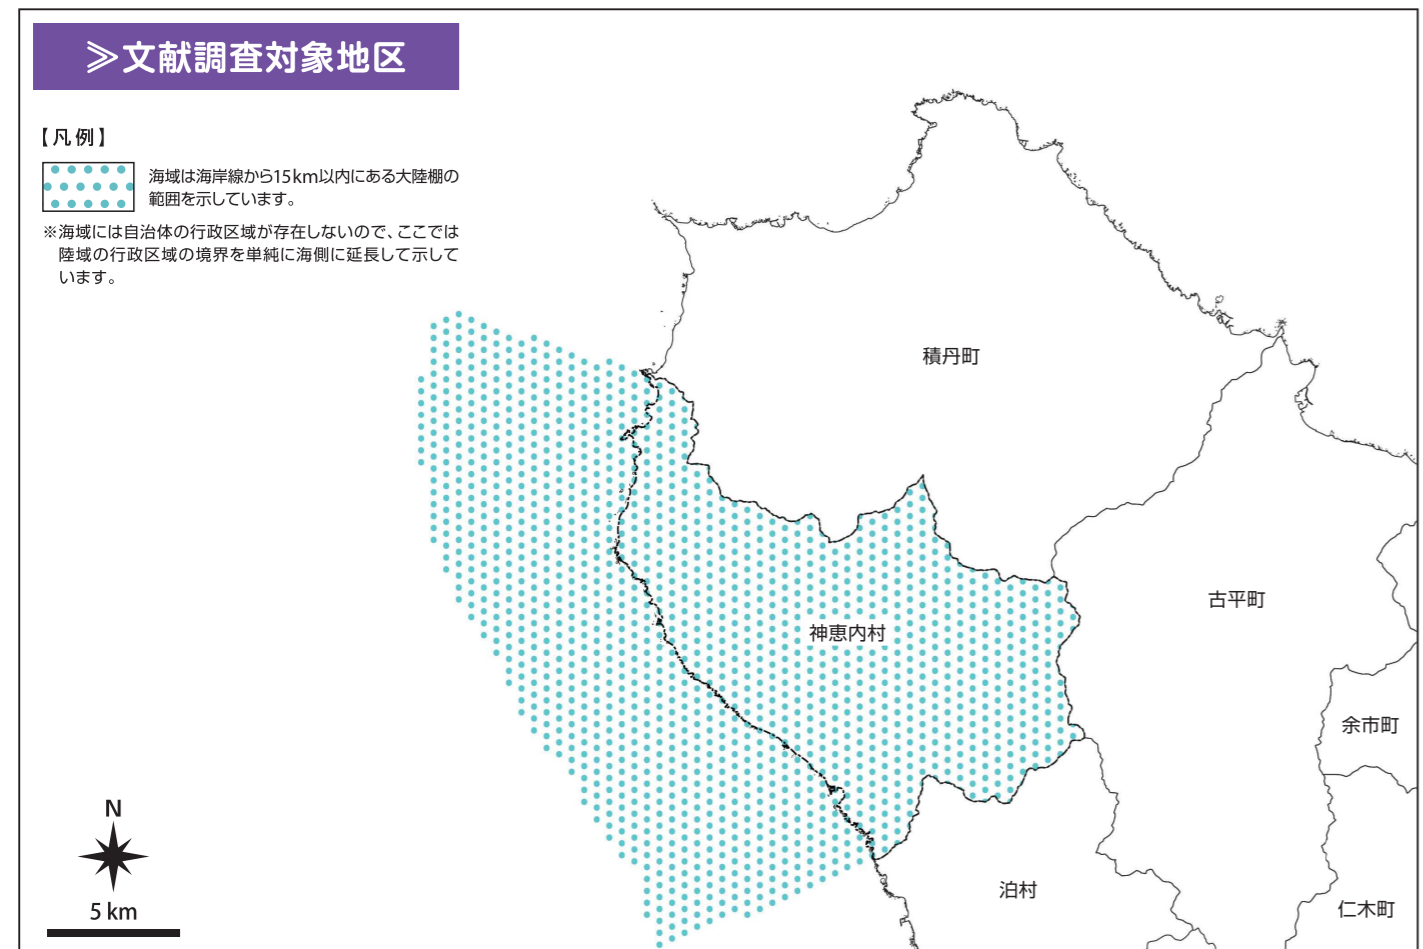 ≫文献調査対象地区
【凡例】
海域は海岸線から15km以内にある大陸棚の
範囲を示しています。
※海域には自治体の行政区域が存在しないので、ここでは
陸域の行政区域の境界を単純に海側に延長して示して
います。
積丹町
古平町
神恵内村
余市町
泊村
仁木町
N
5 km